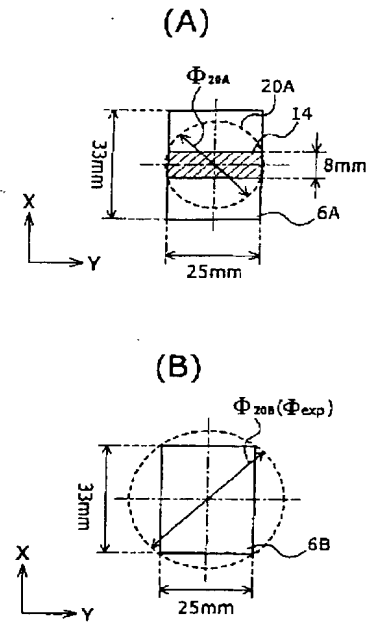 (A)
Φ20A
20A
14
33mm
8mm
X
6A
Y
25mm
(B)
Φ20B(Φexp)
33mm
X
6B
Y
25mm